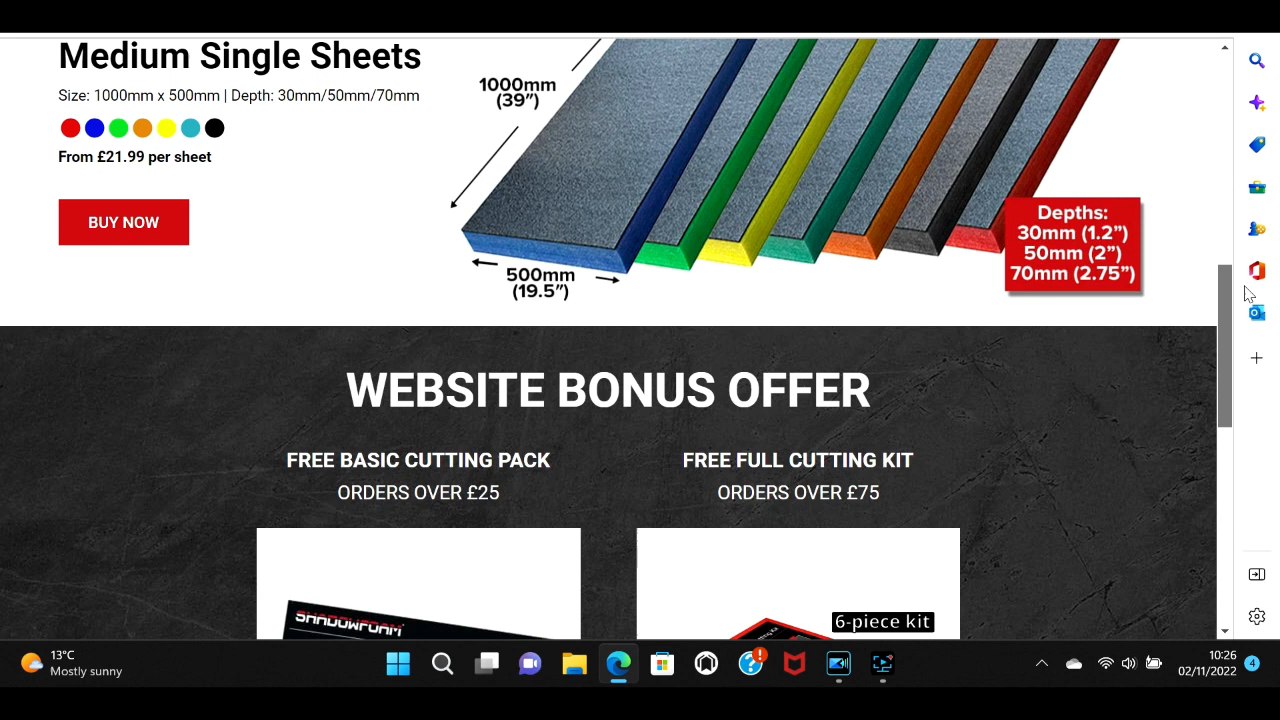 Medium Single Sheets
Size: 1000mm x 500mm | Depth: 30mm/50mm/70mm
From £21.99 per sheet
BUY NOW
1000mm
(39”)
500mm
(19.5”)
Depths:
30mm (1.2”)
50mm (2”)
70mm (2.75”)
WEBSITE BONUS OFFER
FREE BASIC CUTTING PACK
ORDERS OVER £25
FREE FULL CUTTING KIT
ORDERS OVER £75
SHADOWFOAM
6-piece kit
13°C
Mostly sunny
10:26
02/11/2022
4